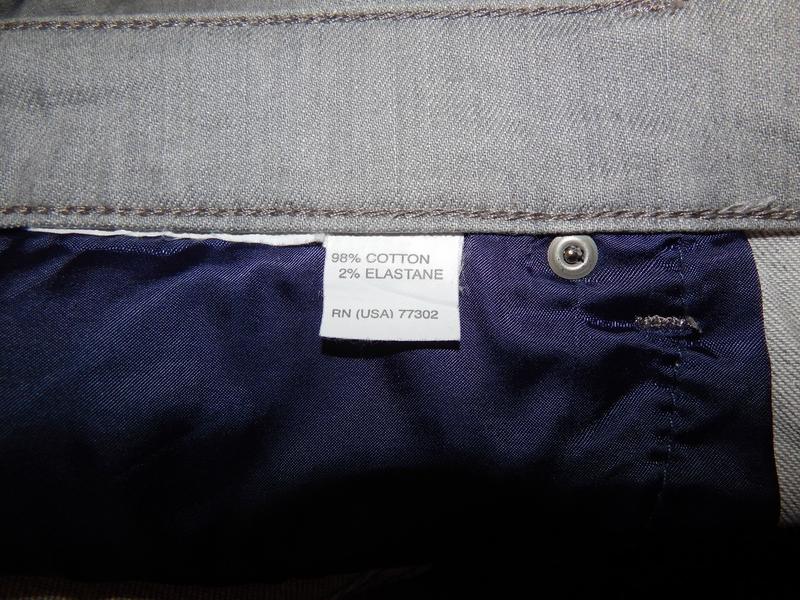 98% COTTON
2% ELASTANE
RN (USA) 77302